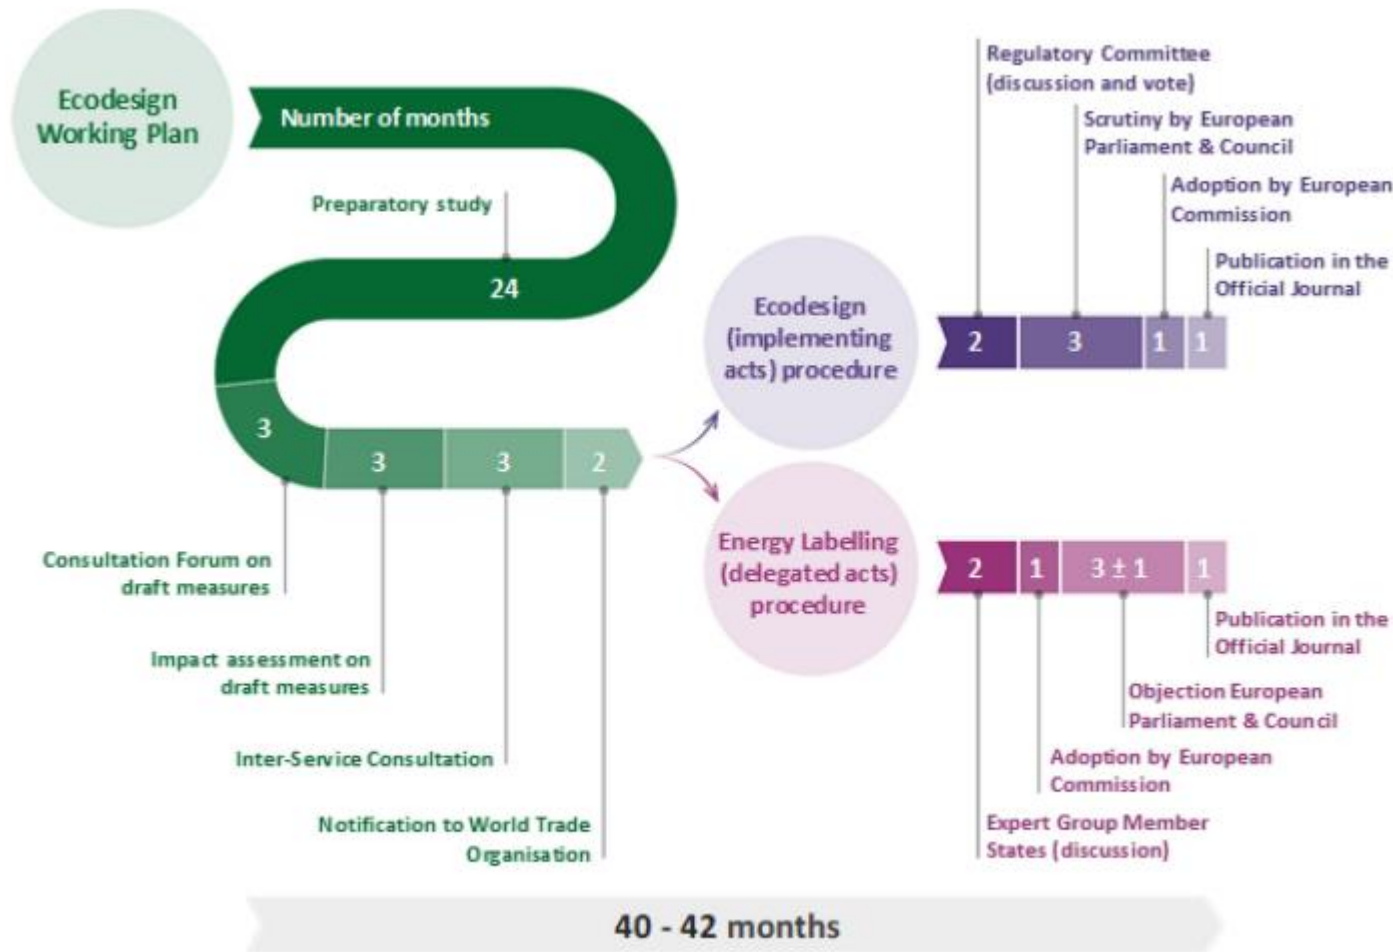 Ecodesign
Working Plan
Number of months
Preparatory study
24
3
3
3
2
Consultation Forum on
draft measures
Impact assessment on
draft measures
Inter-Service Consultation
Notification to World Trade
Organisation
Ecodesign
(implementing
acts) procedure
Regulatory Committee
(discussion and vote)
Scrutiny by European
Parliament & Council
Adoption by European
Commission
Publication in the
Official Journal
2
3
1
1
Energy Labelling
(delegated acts)
procedure
2
1
3 ± 1
1
Publication in the
Official Journal
Objection European
Parliament & Council
Adoption by European
Commission
Expert Group Member
States (discussion)
40 - 42 months